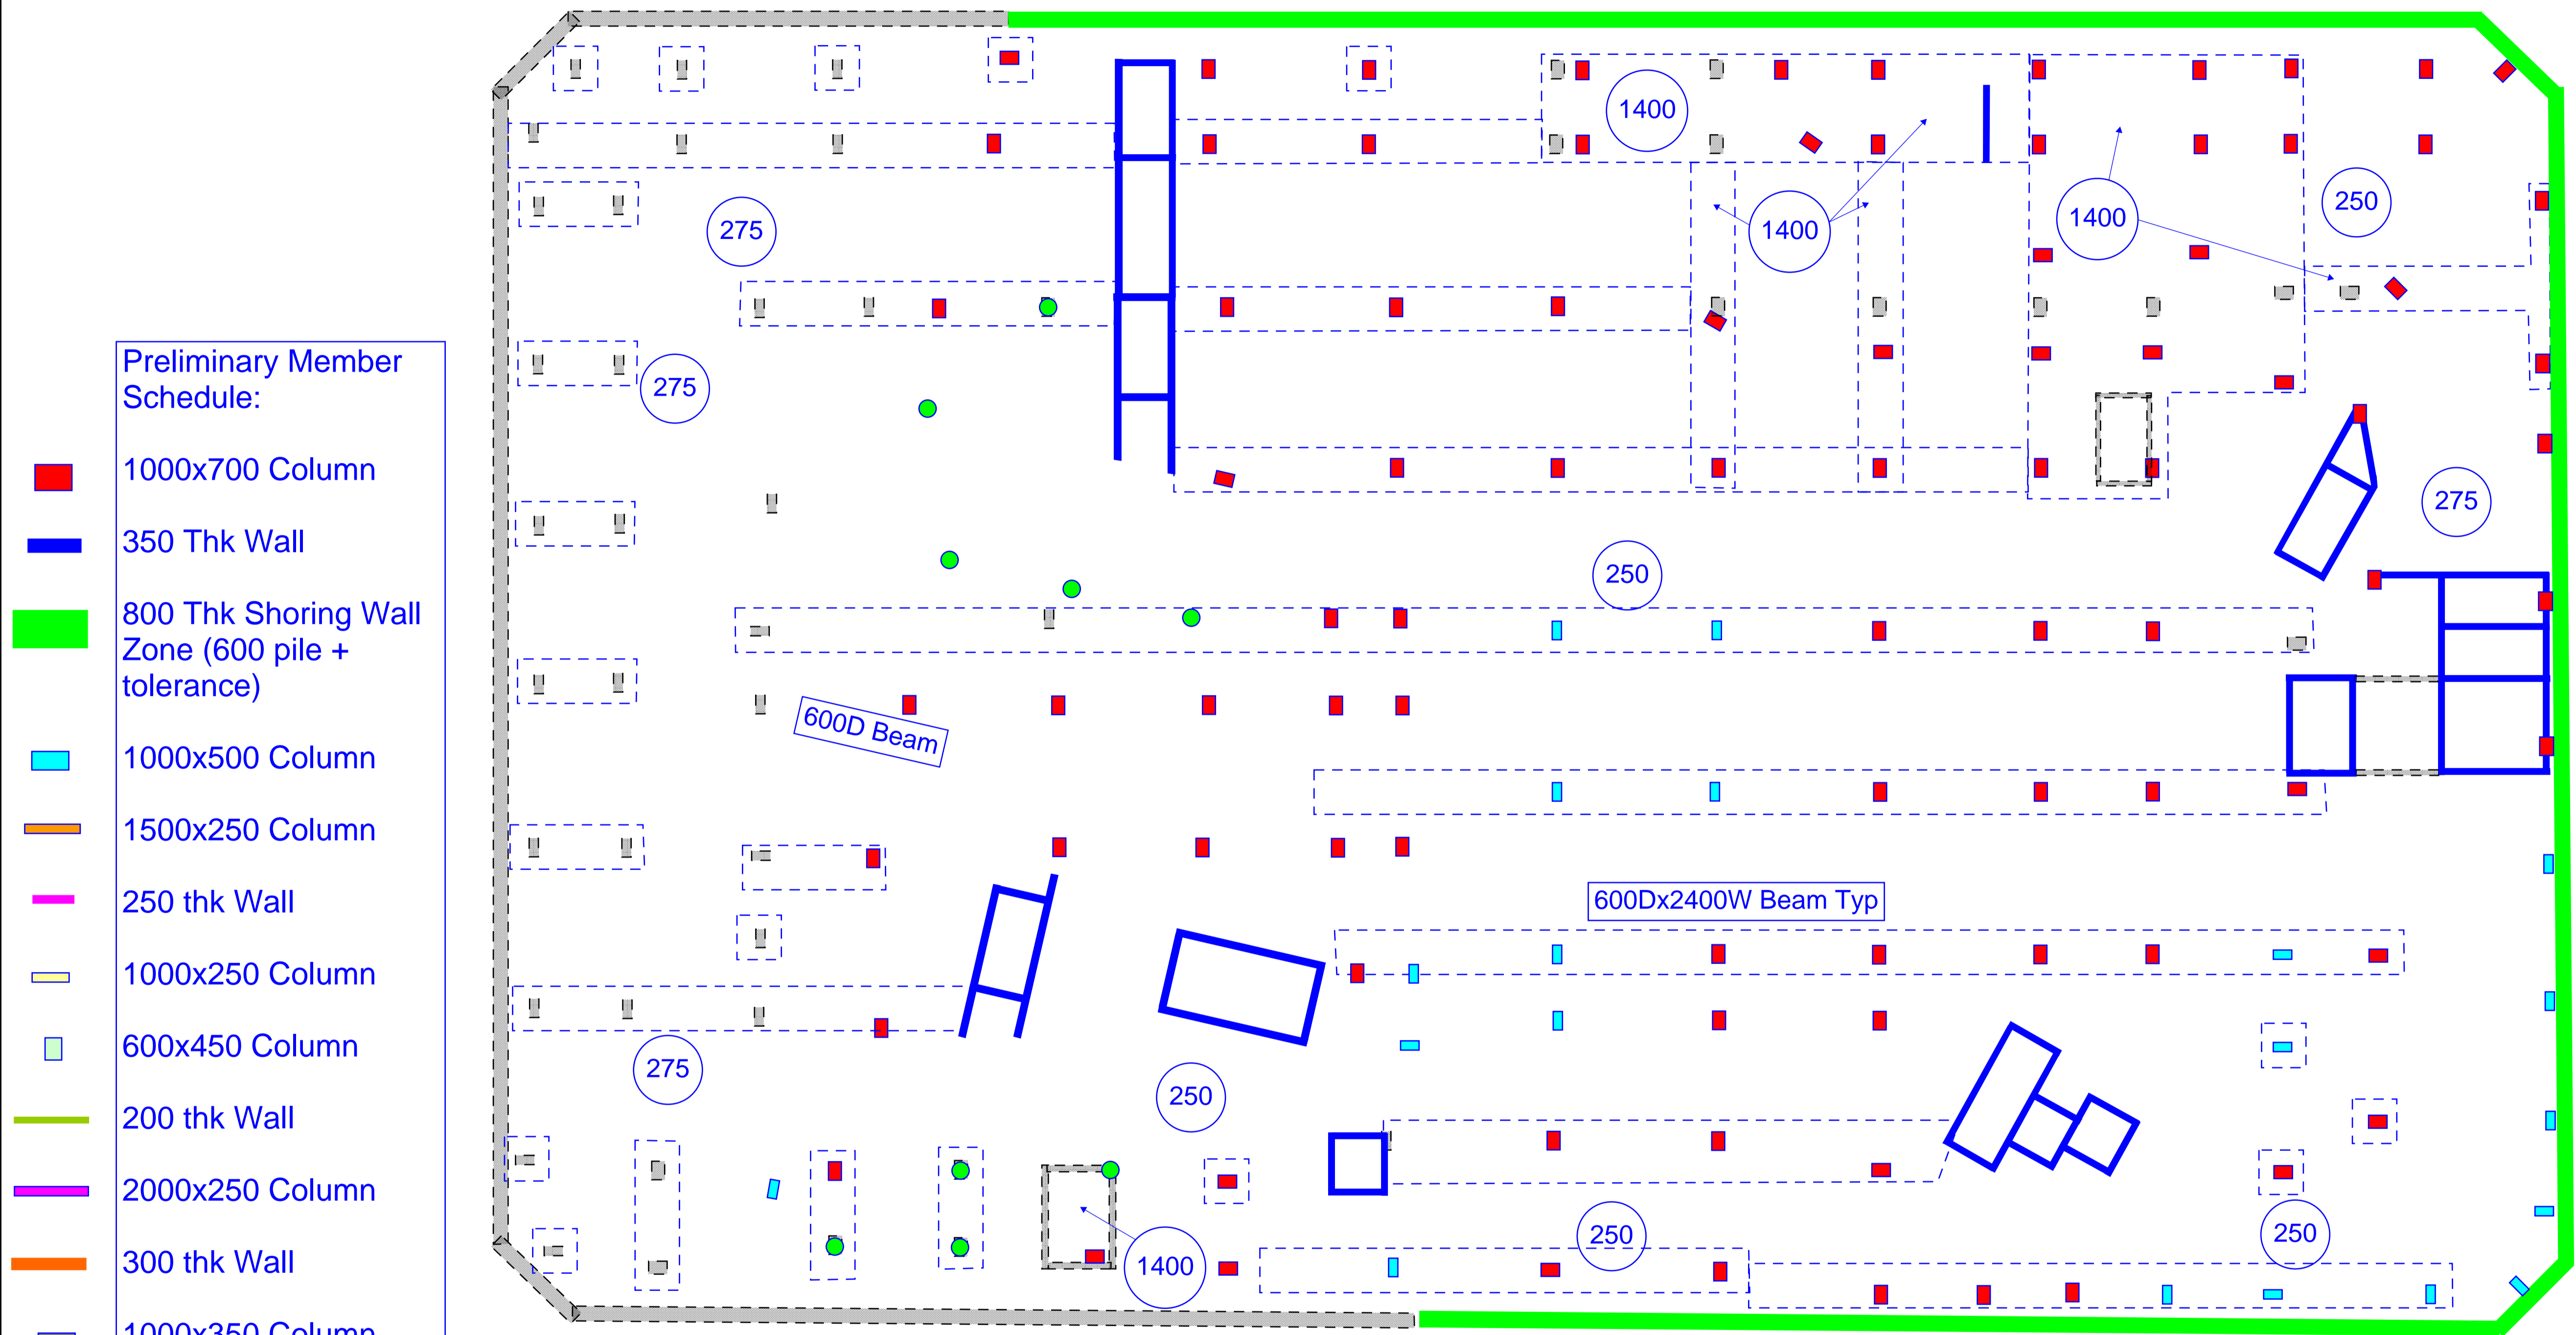 Preliminary Member
Schedule:
1000x700 Column
350 Thk Wall
800 Thk Shoring Wall
Zone (600 pile +
tolerance)
1000x500 Column
1500x250 Column
250 thk Wall
1000x250 Column
600x450 Column
200 thk Wall
2000x250 Column
300 thk Wall
1000x350 Column
1400
250
275
1400
1400
275
275
250
600D Beam
600Dx2400W Beam Typ
275
250
250
250
1400